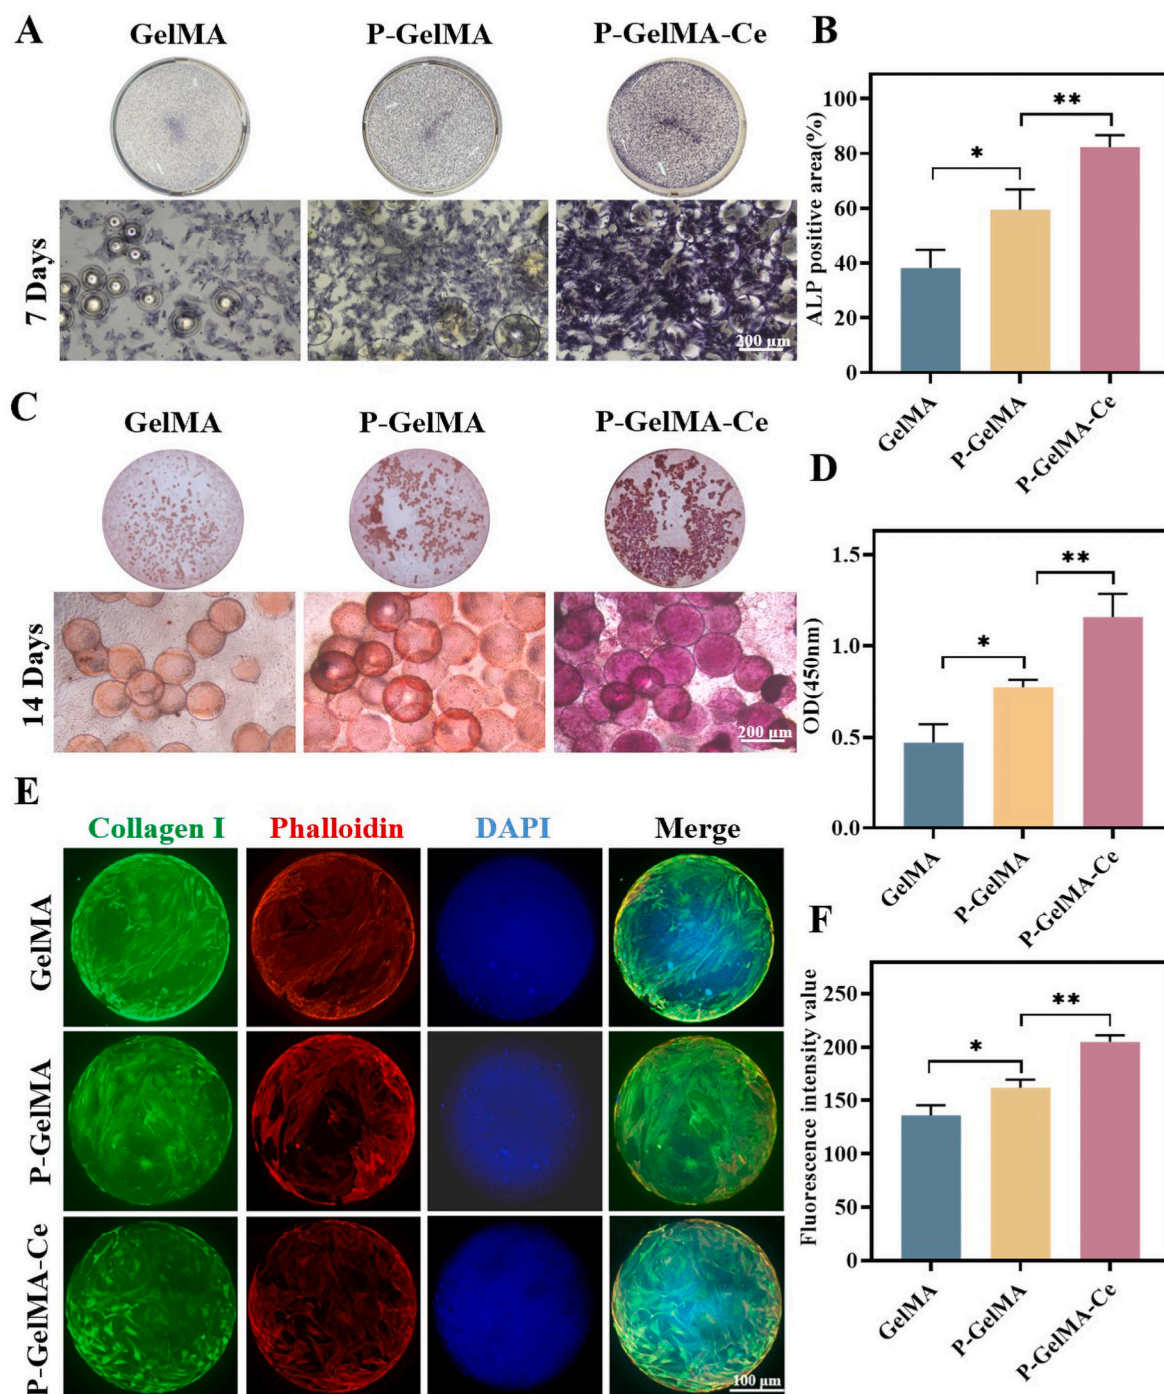 A
GelMA
P-GelMA
P-GelMA-Ce
7 Days
200 µm
B
ALP positive area(%)
100
80
60
40
20
0
*
**
GelMA
P-GelMA
P-GelMA-Ce
C
GelMA
P-GelMA
P-GelMA-Ce
14 Days
200 µm
D
OD(450nm)
1.5
1.0
0.5
0.0
*
**
GelMA
P-GelMA
P-GelMA-Ce
E
Collagen I
Phalloidin
DAPI
Merge
GelMA
P-GelMA
P-GelMA-Ce
100 µm
F
Fluorescence intensity value
250
200
150
100
50
0
*
**
GelMA
P-GelMA
P-GelMA-Ce